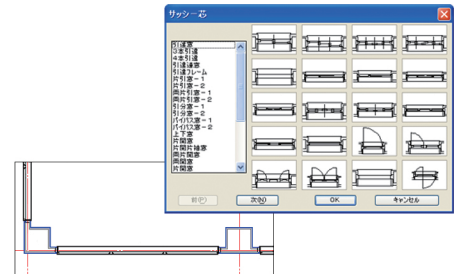 サッシー芯
引違窓
3本引違
4本引違
引違連窓
引違フレーム
片引窓－1
片引窓－2
両片引窓－1
両片引窓－2
引分窓－1
引分窓－2
バイパス窓－1
バイパス窓－2
上下窓
片開窓
片開片袖窓
両片開窓
両開窓
片開窓
前(P)
次(N)
OK
キャンセル